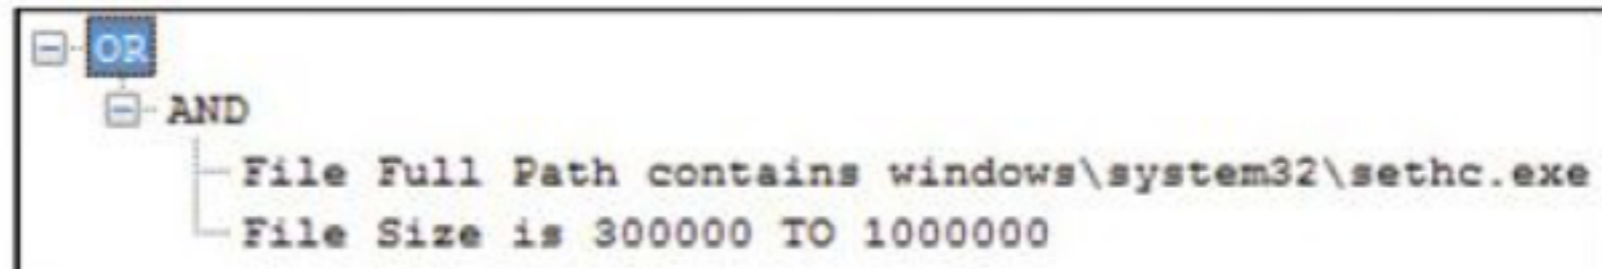 OR
AND
File Full Path contains windows\system32\sethc.exe
File Size is 300000 TO 1000000